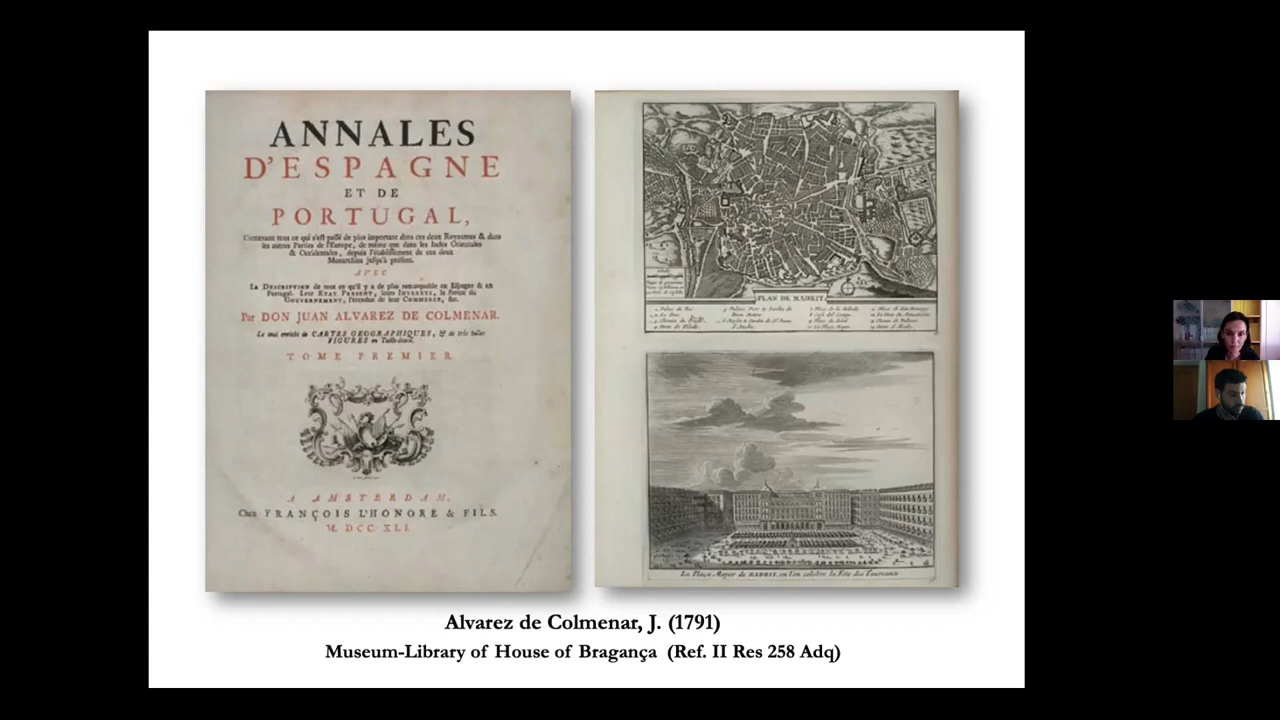 ANNALES
D'ESPAGNE
ET DE
PORTUGAL,
Contenant tout ce qui s'est passé de plus important dans ces deux Royaumes & dans
les autres Parties de l'Europe, de même que dans les Indes Orientales
& Occidentales, depuis l'établissement de ces deux
Monarchies jusqu'à present.
AVEC
La DESCRIPTION de tout ce qu'il y a de plus remarquable en Espagne & en
Portugal. Leur ETAT PRESENT, leurs INTERETS, la forme du
GOUVERNEMENT, l'étendue de leur COMMERCE, &c.
Par DON JUAN ALVAREZ DE COLMENAR.
Le tout enrichi de CARTES GEOGRAPHIQUES, & de très belles
FIGURES en Taille-douce.
TOME PREMIER.
A AMSTERDAM,
Chez FRANÇOIS L'HONORÉ & FILS.
M. DCC. XLI.
PLAN DE MADRIT
La Plaça Mayor de MADRIT, ou l'on celebre la Fête des Taureaux
Alvarez de Colmenar, J. (1791)
Museum-Library of House of Bragança (Ref. II Res 258 Adq)